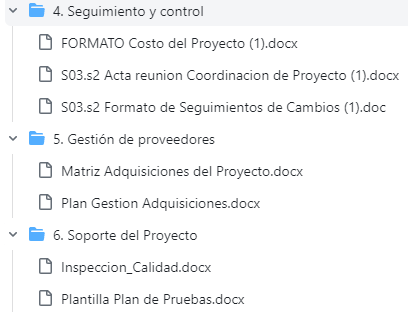 4. Seguimiento y control
FORMATO Costo del Proyecto (1).docx
S03.s2 Acta reunion Coordinacion de Proyecto (1).docx
S03.s2 Formato de Seguimientos de Cambios (1).doc
5. Gestión de proveedores
Matriz Adquisiciones del Proyecto.docx
Plan Gestion Adquisiciones.docx
6. Soporte del Proyecto
Inspeccion_Calidad.docx
Plantilla Plan de Pruebas.docx